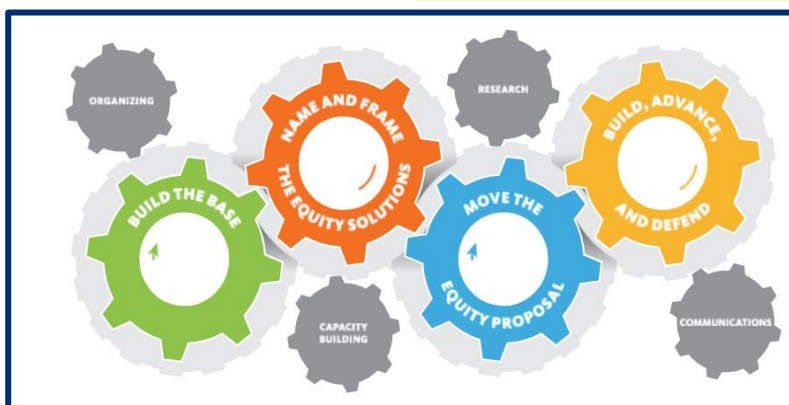 ORGANIZING
BUILD THE BASE
NAME AND FRAME
THE EQUITY SOLUTIONS
CAPACITY
BUILDING
RESEARCH
MOVE THE
EQUITY PROPOSAL
BUILD, ADVANCE,
AND DEFEND
COMMUNICATIONS